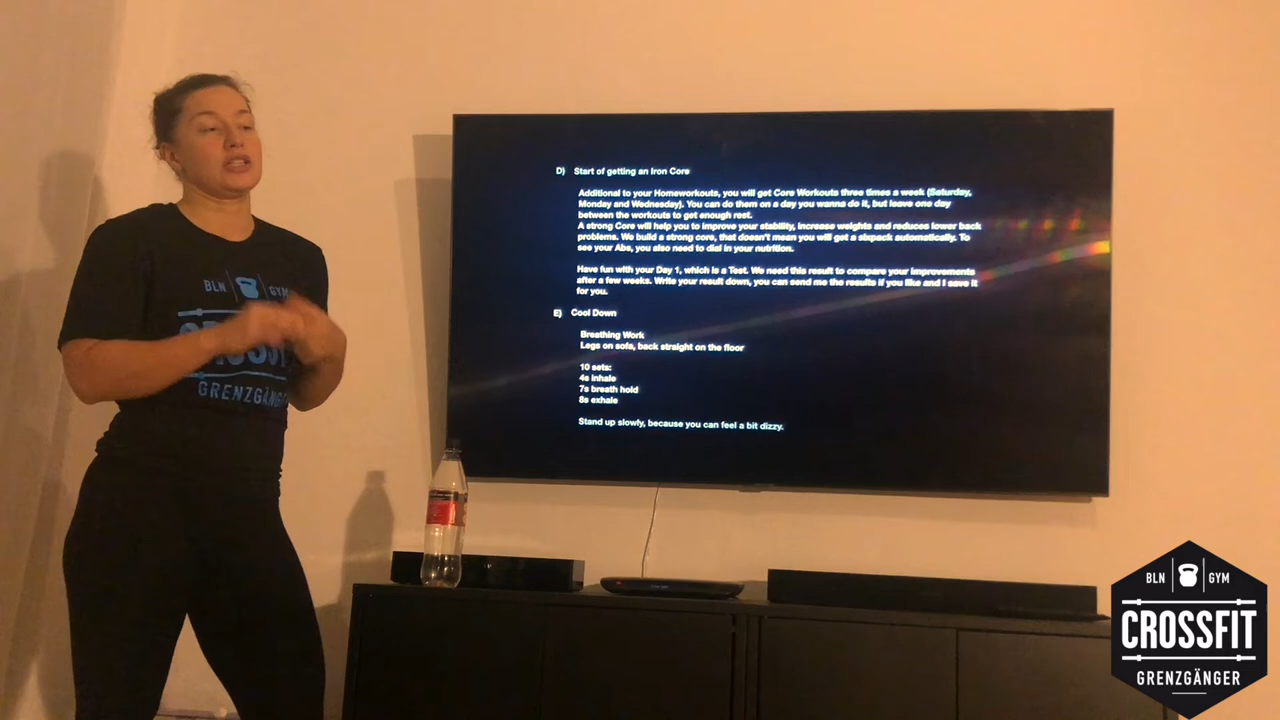 D) Start of getting an Iron Core
Additional to your Homeworkouts, you will get Core Workouts three times a week (Saturday,
Monday and Wednesday). You can do them on a day you wanna do it, but leave one day
between the workouts to get enough rest.
A strong Core will help you to improve your stability, increase weights and reduces lower back
problems. We build a strong core, that doesn't mean you will get a sixpack automatically. To
see your Abs, you also need to dial in your nutrition.
Have fun with your Day 1, which is a Test. We need this result to compare your improvements
after a few weeks. Write your result down, you can send me the results if you like and I save it
for you.
E) Cool Down
Breathing Work
Legs on sofa, back straight on the floor
10 sets:
4s inhale
7s breath hold
8s exhale
Stand up slowly, because you can feel a bit dizzy.
BLN GYM
GRENZGÄNG
BLN GYM
CROSSFIT
GRENZGÄNGER